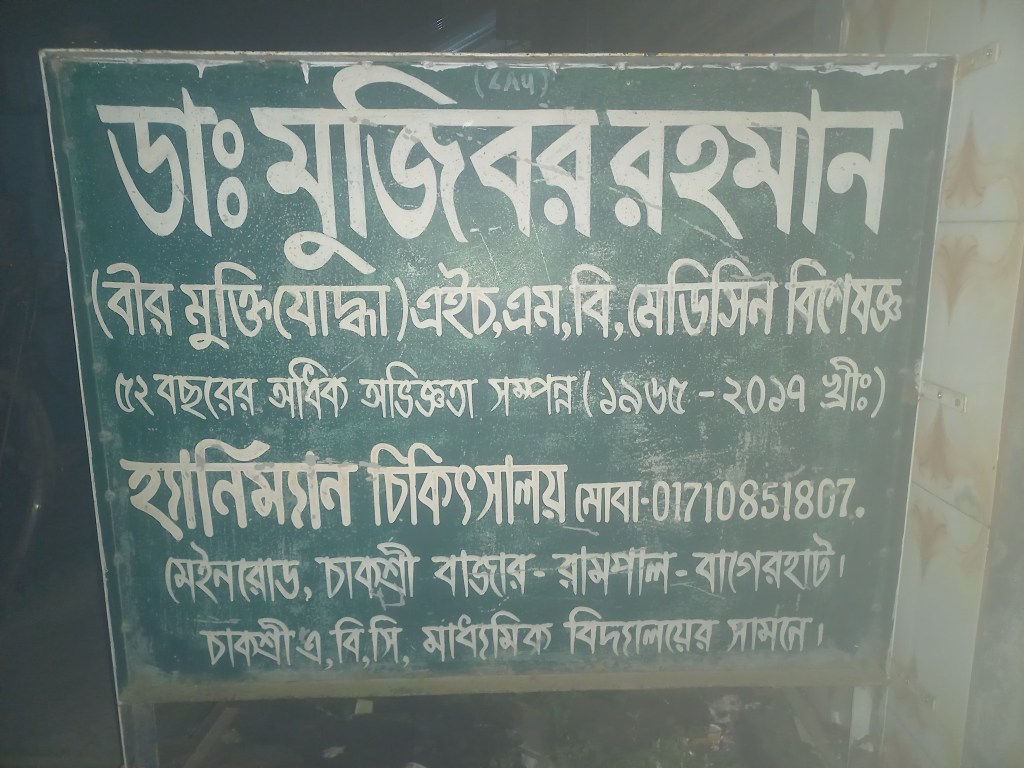 (৭৮৬)
ডাঃ মুজিবর রহমান
(বীর মুক্তিযোদ্ধা) এইচ,এম,বি, মেডিসিন বিশেষজ্ঞ
৫২ বছরের অধিক অভিজ্ঞতা সম্পন্ন (১৯৬৫ - ২০১৭ খ্রীঃ)
হ্যানিম্যান চিকিৎসালয় মোবা·01710851807.
মেইনরোড, চাকশ্রী বাজার - রামপাল - বাগেরহাট।
চাকশ্রী এ,বি,সি, মাধ্যমিক বিদ্যালয়ের সামনে।